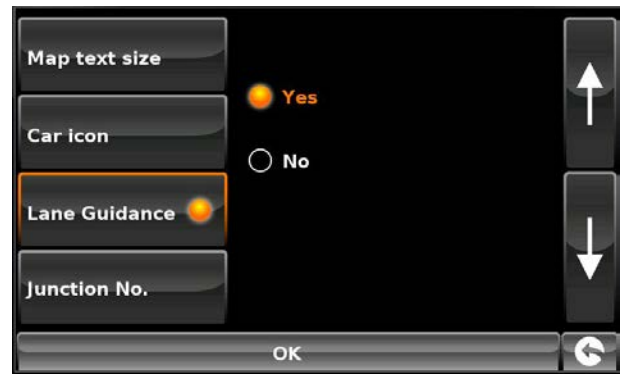 Map text size
Car icon
Lane Guidance
Junction No.
Yes
No
OK